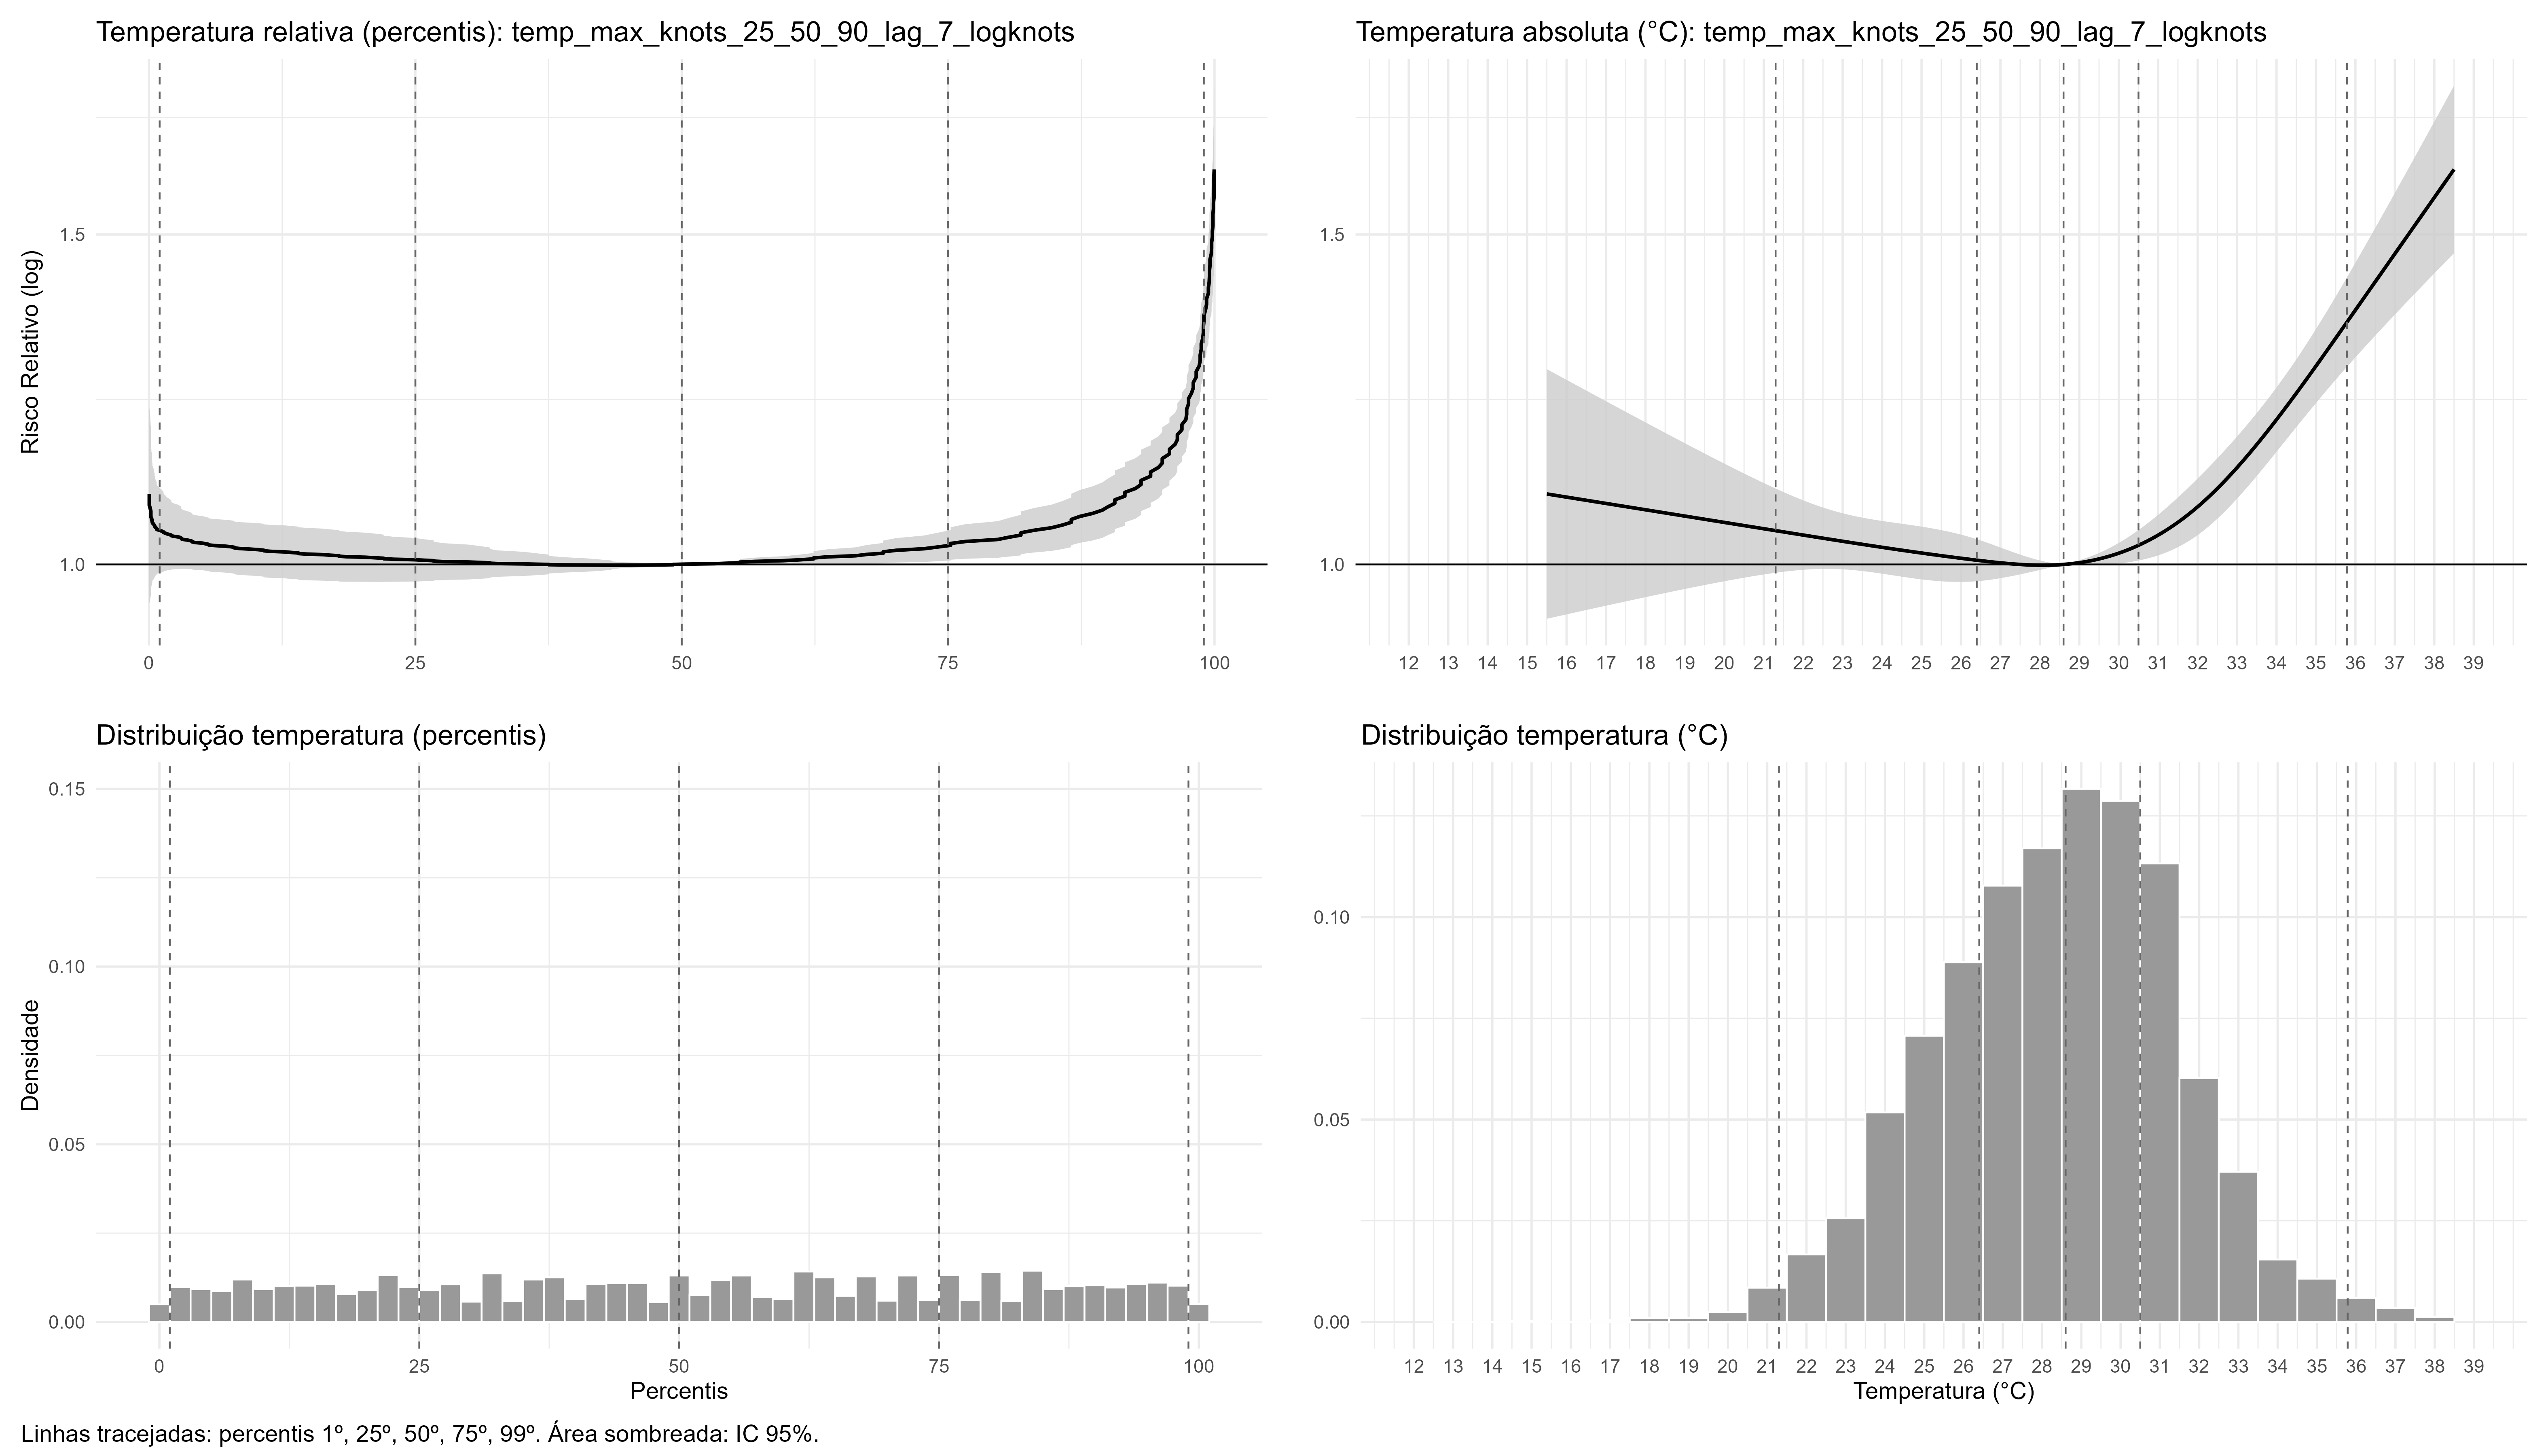 Temperatura relativa (percentis): temp_max_knots_25_50_90_lag_7_logknots
Risco Relativo (log)
1.5
1.0
0 25 50 75 100
Temperatura absoluta (°C): temp_max_knots_25_50_90_lag_7_logknots
1.5
1.0
12 13 14 15 16 17 18 19 20 21 22 23 24 25 26 27 28 29 30 31 32 33 34 35 36 37 38 39
Distribuição temperatura (percentis)
Densidade
0.15
0.10
0.05
0.00
0 25 50 75 100
Percentis
Distribuição temperatura (°C)
0.10
0.05
0.00
12 13 14 15 16 17 18 19 20 21 22 23 24 25 26 27 28 29 30 31 32 33 34 35 36 37 38 39
Temperatura (°C)
Linhas tracejadas: percentis 1º, 25º, 50º, 75º, 99º. Área sombreada: IC 95%.